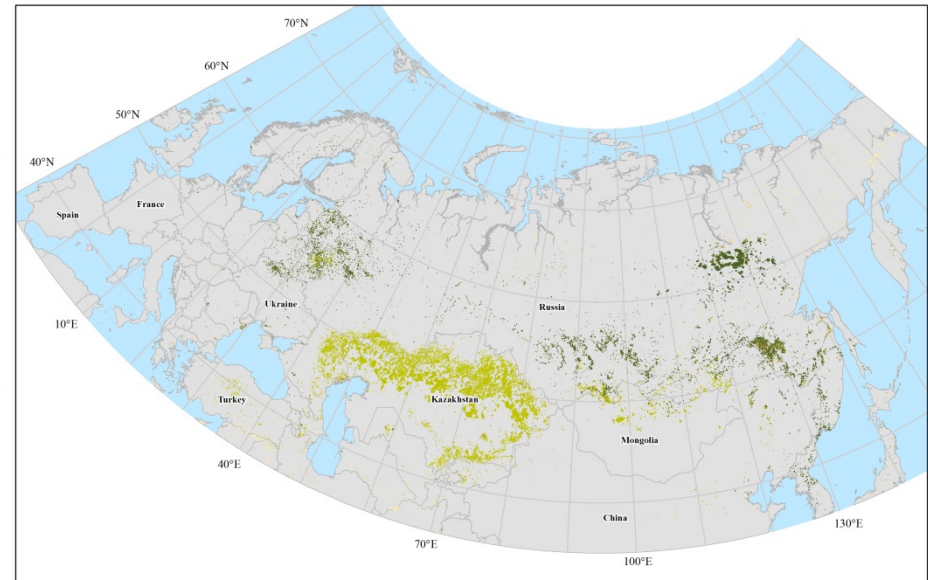 70°N
60°N
50°N
40°N
Spain
France
Ukraine
Russia
10°E
Turkey
Kazakhstan
Mongolia
40°E
China
130°E
70°E
100°E